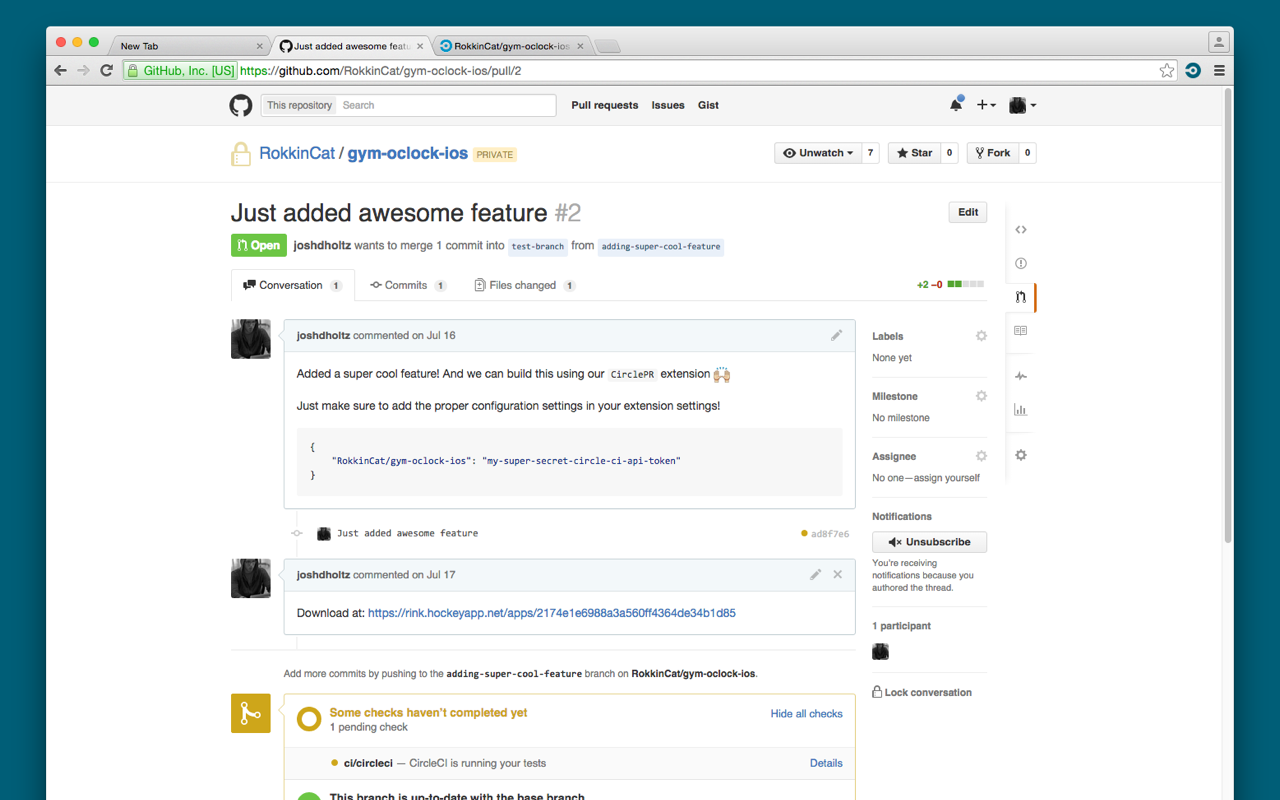 New Tab
Just added awesome featu
RokkinCat/gym-oclock-ios
GitHub, Inc. [US] https://github.com/RokkinCat/gym-oclock-ios/pull/2
This repository Search Pull requests Issues Gist
RokkinCat / gym-oclock-ios PRIVATE
Unwatch 7 Star 0 Fork 0
Just added awesome feature #2
Edit
Open joshdholtz wants to merge 1 commit into test-branch from adding-super-cool-feature
Conversation 1 Commits 1 Files changed 1 +2 −0
joshdholtz commented on Jul 16
Added a super cool feature! And we can build this using our CirclePR extension 🙌
Just make sure to add the proper configuration settings in your extension settings!
{
"RokkinCat/gym-oclock-ios": "my-super-secret-circle-ci-api-token"
}
Just added awesome feature ad8f7e6
joshdholtz commented on Jul 17
Download at: https://rink.hockeyapp.net/apps/2174e1e6988a3a560ff4364de34b1d85
Add more commits by pushing to the adding-super-cool-feature branch on RokkinCat/gym-oclock-ios.
Some checks haven't completed yet
Hide all checks
1 pending check
ci/circleci — CircleCI is running your tests Details
This branch is up-to-date with the base branch
Labels
None yet
Milestone
No milestone
Assignee
No one—assign yourself
Notifications
Unsubscribe
You're receiving
notifications because you
authored the thread.
1 participant
Lock conversation